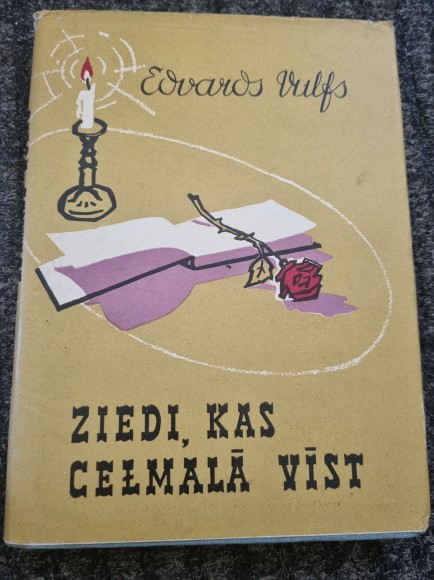 Edvards Vulfs
ZIEDI, KAS
CEĻMALĀ VĪST